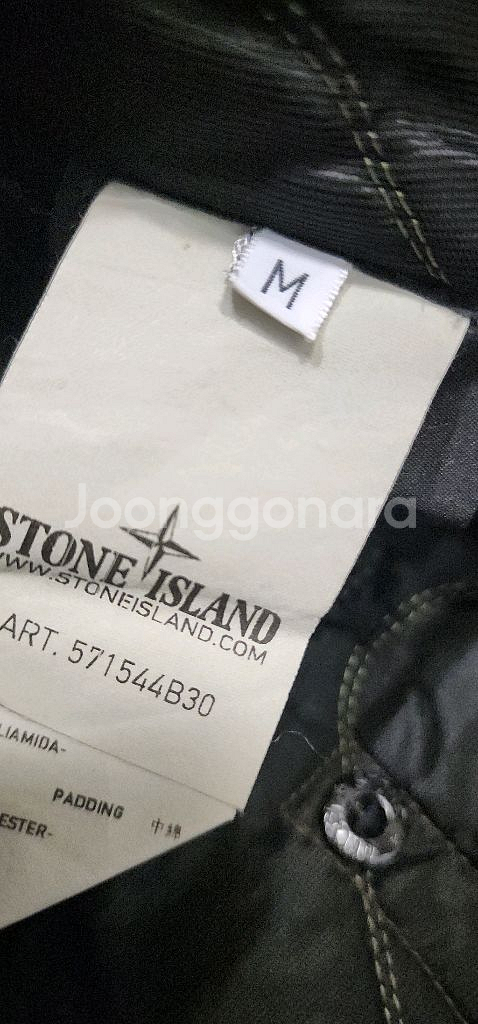 M
Joonggonara
STONE ISLAND
WWW.STONEISLAND.COM
ART. 571544B30
LIAMIDA-
PADDING 中綿
ESTER-